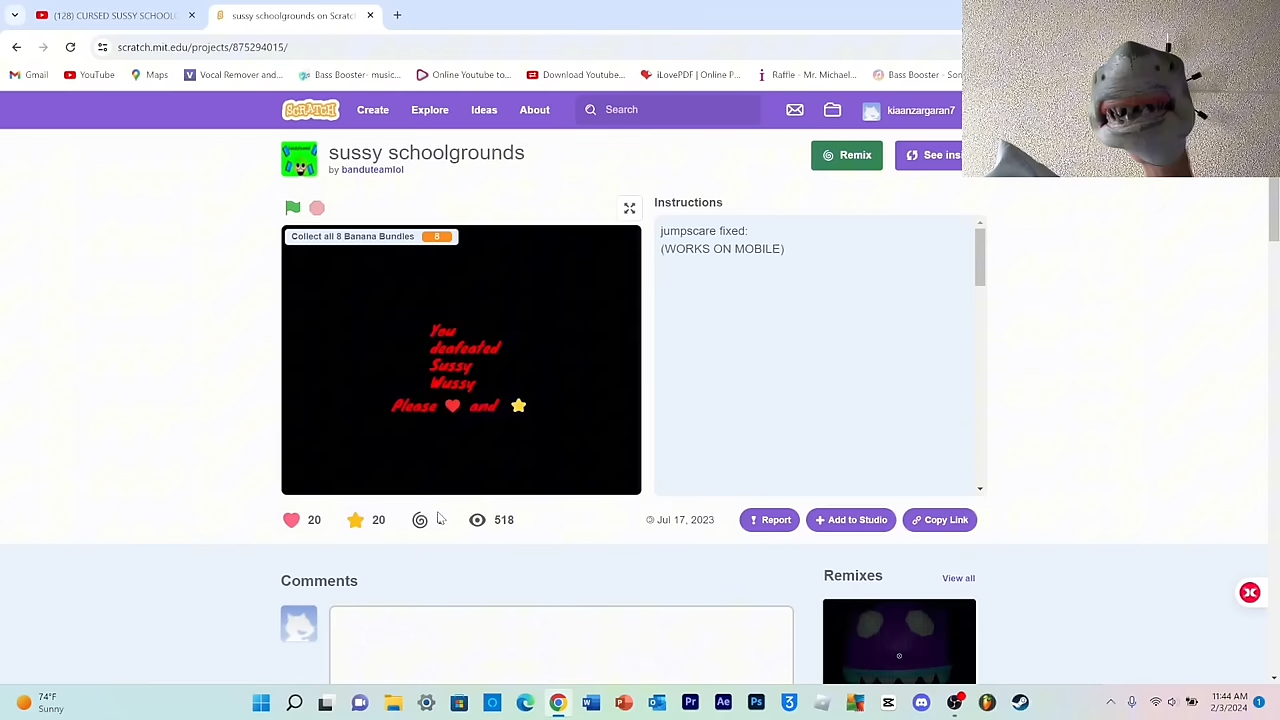 (128) CURSED SUSSY SCHOOL
sussy schoolgrounds on Scratc
scratch.mit.edu/projects/875294015/
Gmail
YouTube
Maps
Vocal Remover and...
Bass Booster- music...
Online Youtube to...
Download Youtube...
iLovePDF | Online P...
Raffle - Mr. Michael...
Bass Booster - Son
SCRATCH
Create
Explore
Ideas
About
Search
kiaanzargaran7
sussy schoolgrounds
by banduteamlol
Remix
See ins
Instructions
Collect all 8 Banana Bundles 8
jumpscare fixed:
(WORKS ON MOBILE)
You
deafeated
Sussy
Wussy
Please ❤️ and ⭐
20
20
518
© Jul 17, 2023
Report
Add to Studio
Copy Link
Comments
Remixes
View all
74°F
Sunny
11:44 AM
2/3/2024